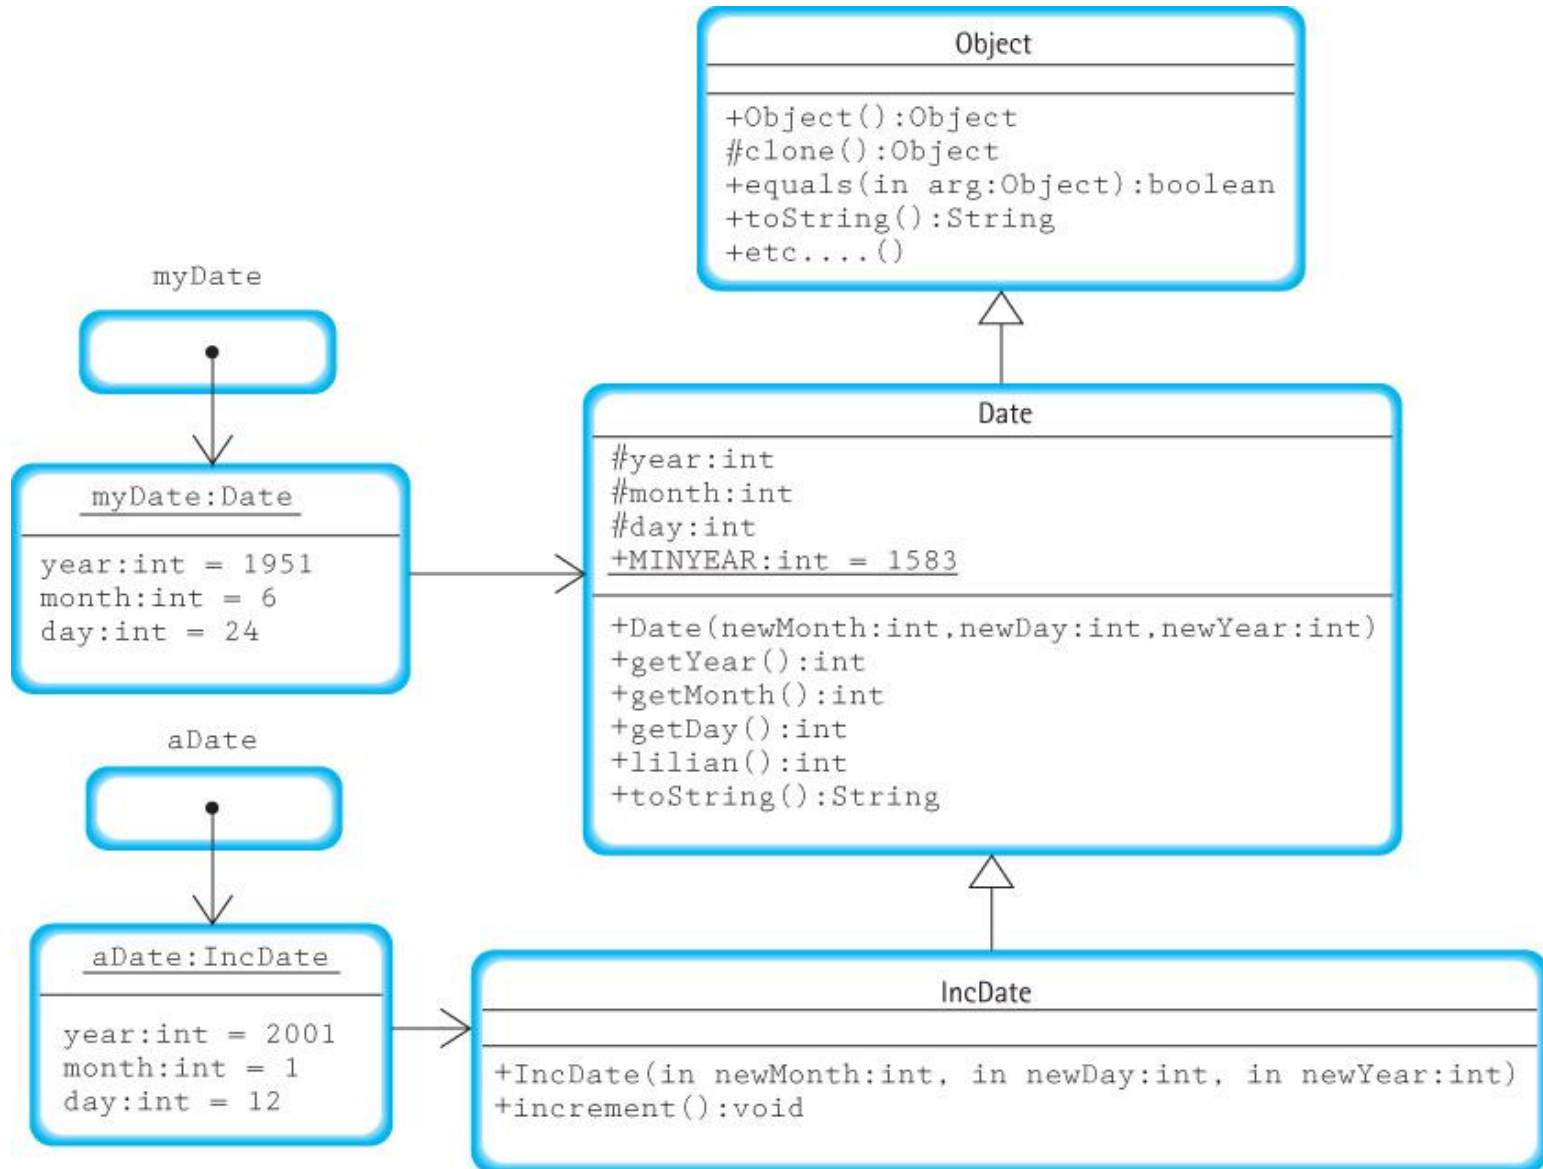 Object
+Object():Object
#clone():Object
+equals(in arg:Object):boolean
+toString():String
+etc....()
myDate
myDate:Date
year:int = 1951
month:int = 6
day:int = 24
Date
#year:int
#month:int
#day:int
+MINYEAR:int = 1583
+Date(newMonth:int,newDay:int,newYear:int)
+getYear():int
+getMonth():int
+getDay():int
+lilian():int
+toString():String
aDate
aDate:IncDate
year:int = 2001
month:int = 1
day:int = 12
IncDate
+IncDate(in newMonth:int, in newDay:int, in newYear:int)
+increment():void